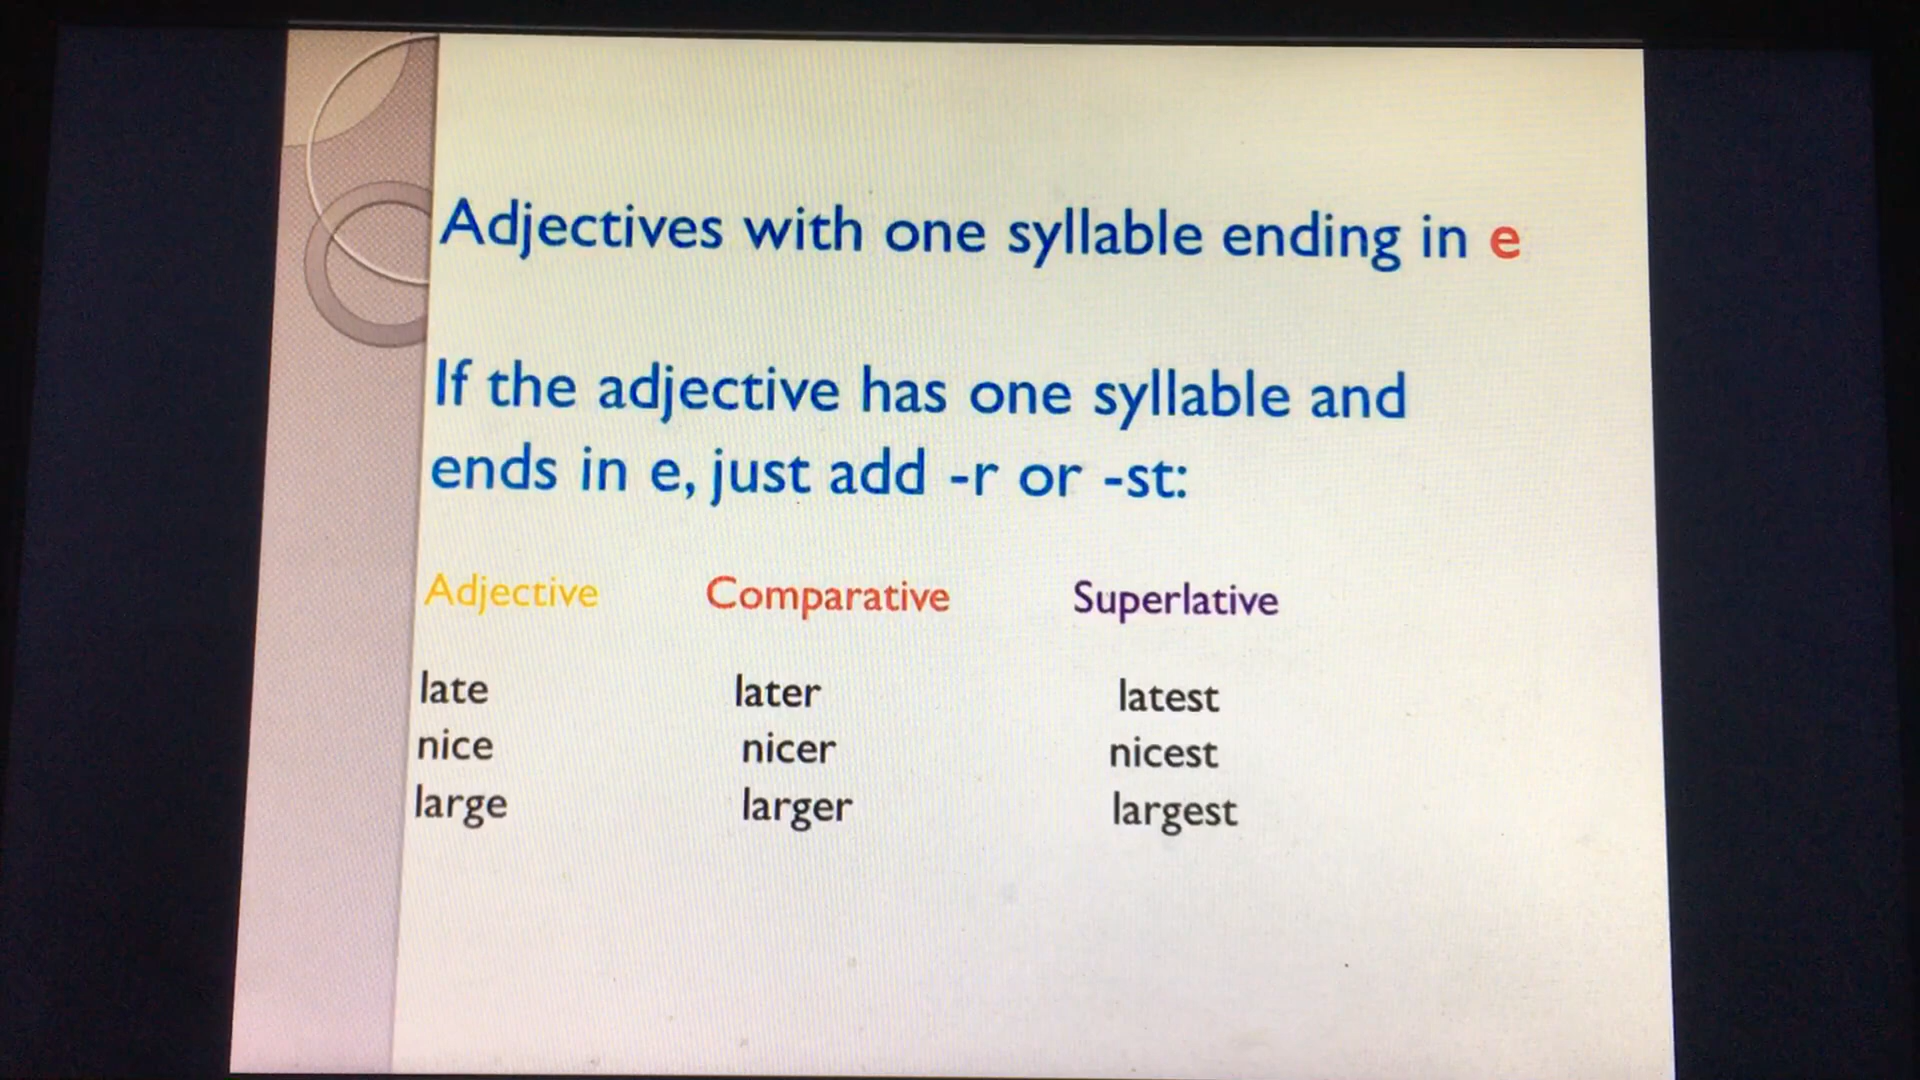 Adjectives with one syllable ending in e
If the adjective has one syllable and
ends in e, just add -r or -st:
Adjective Comparative Superlative
late later latest
nice nicer nicest
large larger largest